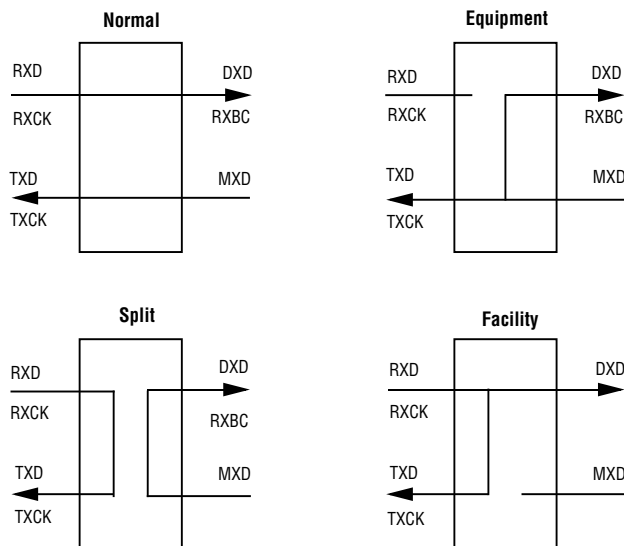 Normal
RXD
DXD
RXCK
RXBC
TXD
MXD
TXCK
Equipment
RXD
DXD
RXCK
RXBC
TXD
MXD
TXCK
Split
RXD
DXD
RXCK
RXBC
TXD
MXD
TXCK
Facility
RXD
DXD
RXCK
TXD
MXD
TXCK